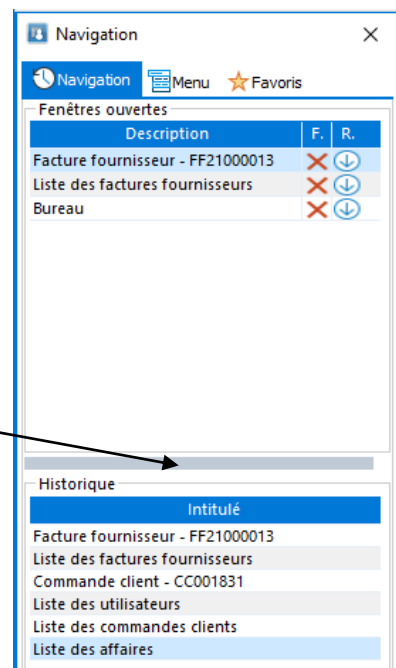 Navigation
Navigation Menu Favoris
Fenêtres ouvertes
Description F. R.
Facture fournisseur - FF21000013
Liste des factures fournisseurs
Bureau
Historique
Intitulé
Facture fournisseur - FF21000013
Liste des factures fournisseurs
Commande client - CC001831
Liste des utilisateurs
Liste des commandes clients
Liste des affaires